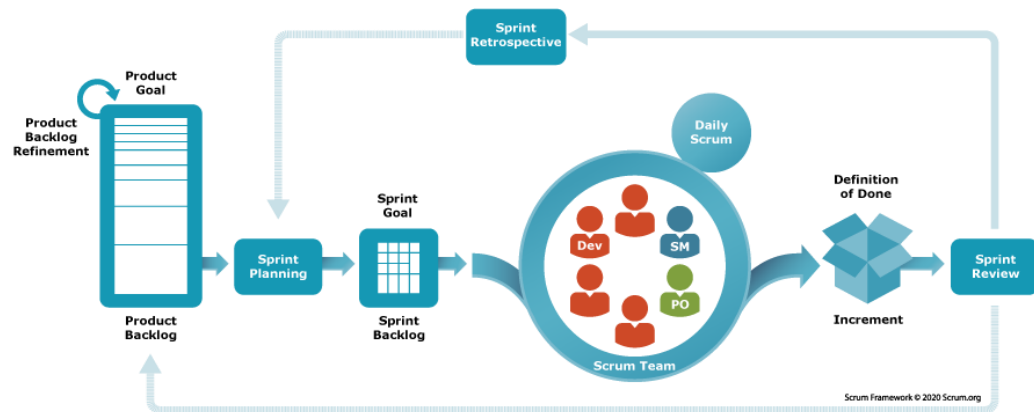 Sprint
Retrospective
Product
Goal
Product
Backlog
Refinement
Daily
Scrum
Definition
of Done
Sprint
Goal
Dev
SM
Sprint
Planning
Sprint
Review
PO
Product
Backlog
Sprint
Backlog
Increment
Scrum Team
Scrum Framework © 2020 Scrum.org